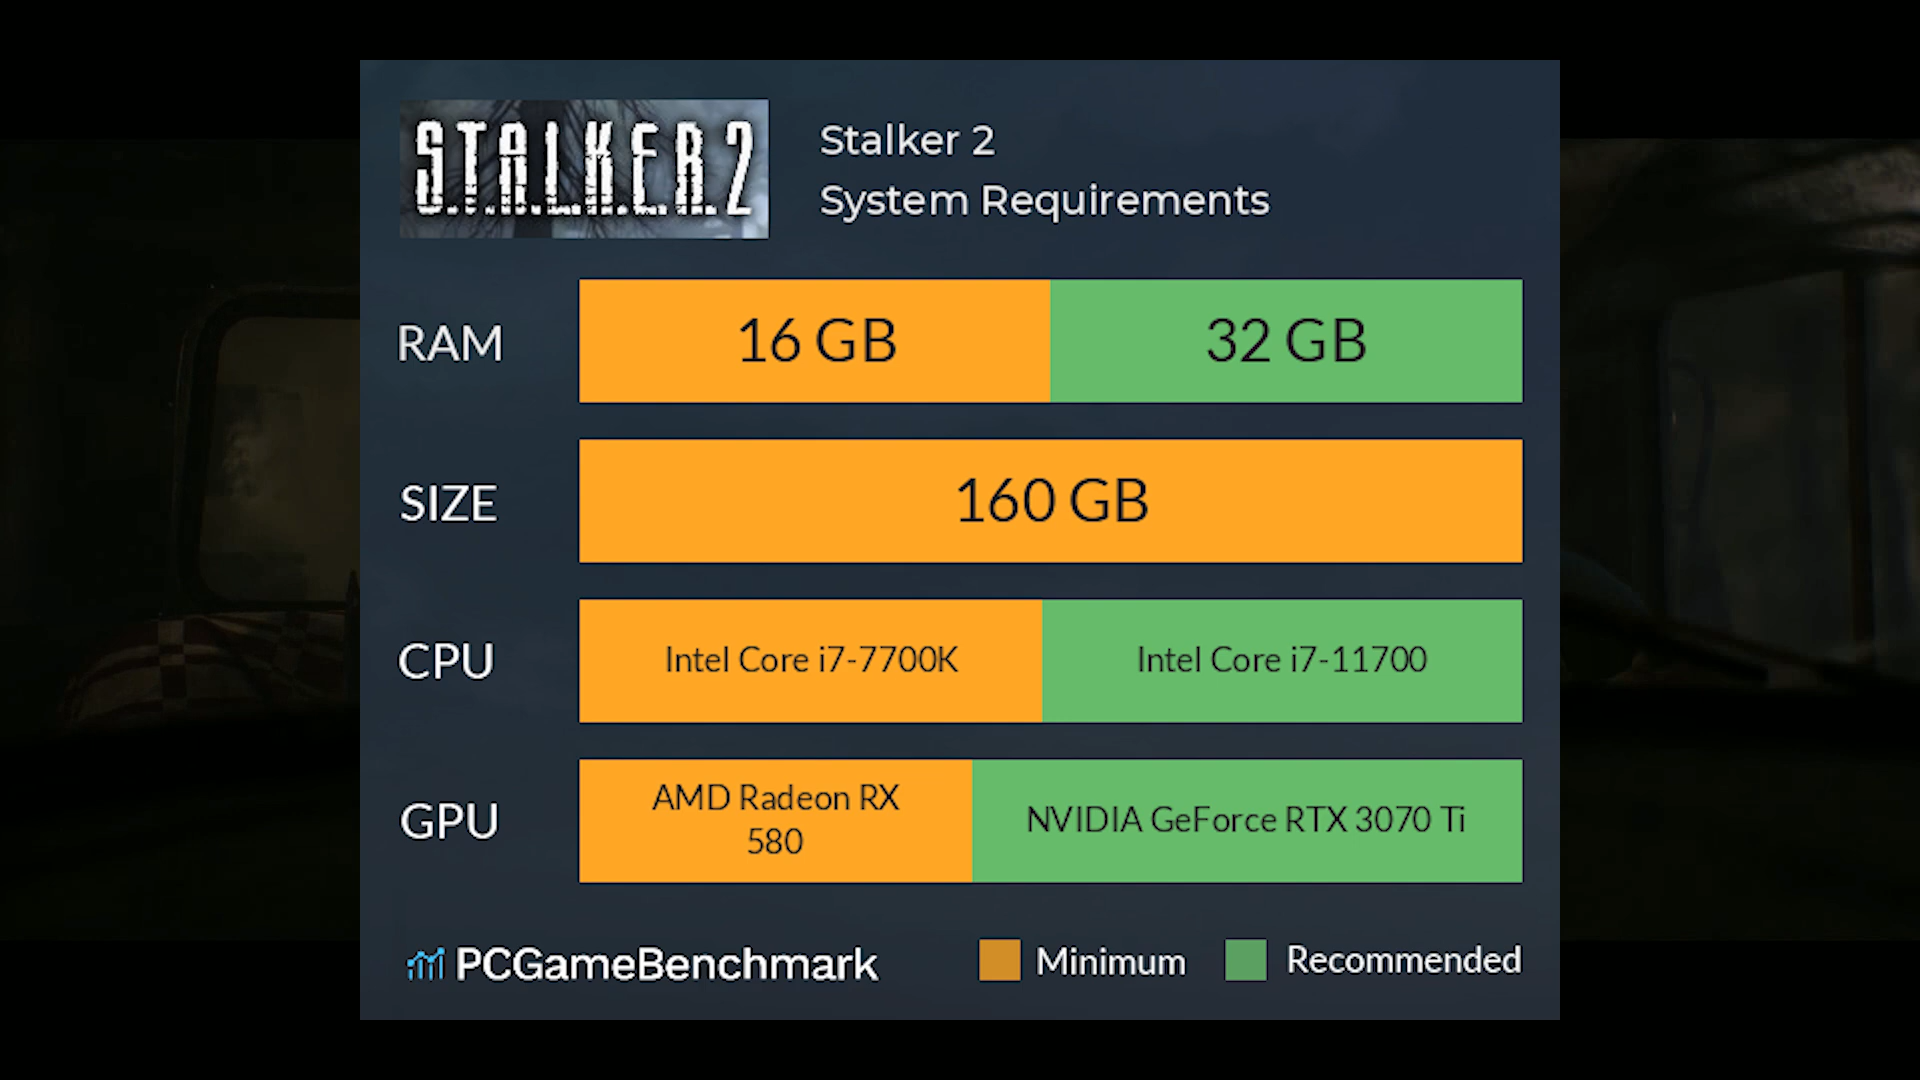 S.T.A.L.K.E.R. 2
Stalker 2
System Requirements
RAM
16 GB
32 GB
SIZE
160 GB
CPU
Intel Core i7-7700K
Intel Core i7-11700
GPU
AMD Radeon RX
580
NVIDIA GeForce RTX 3070 Ti
PCGameBenchmark
Minimum
Recommended